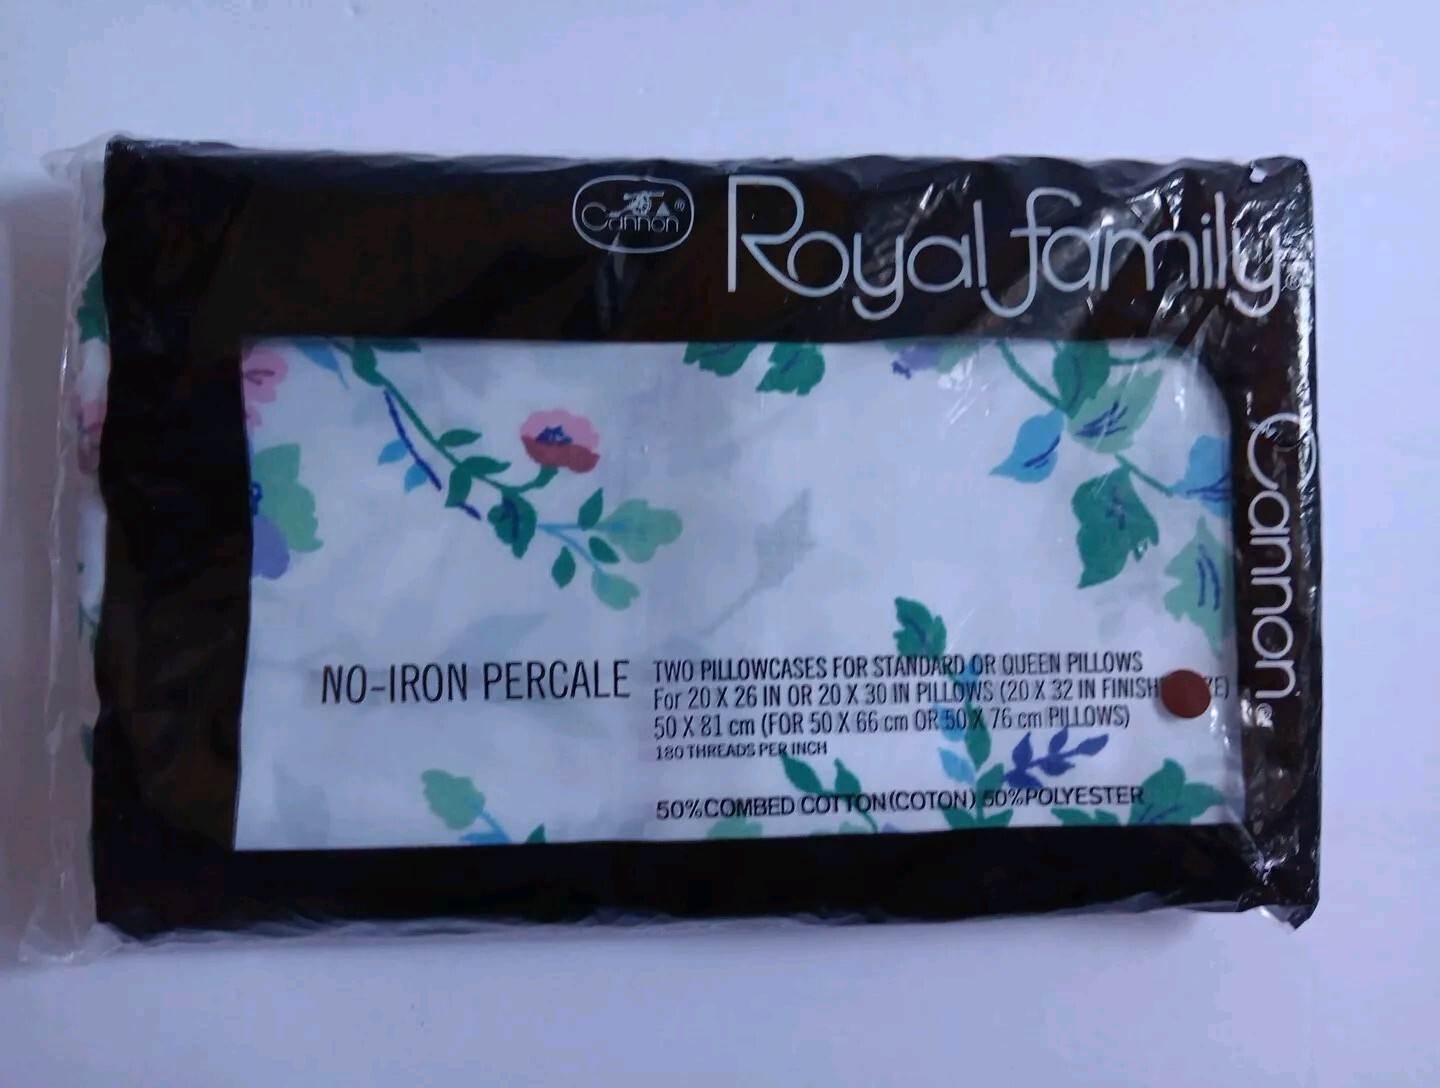 Cannon®
Royal family®
Cannon
NO-IRON PERCALE
TWO PILLOWCASES FOR STANDARD OR QUEEN PILLOWS
For 20 X 26 IN OR 20 X 30 IN PILLOWS (20 X 32 IN FINISH ZE)
50 X 81 cm (FOR 50 X 66 cm OR 50 X 76 cm PILLOWS)
180 THREADS PER INCH
50% COMBED COTTON (COTON) 50% POLYESTER